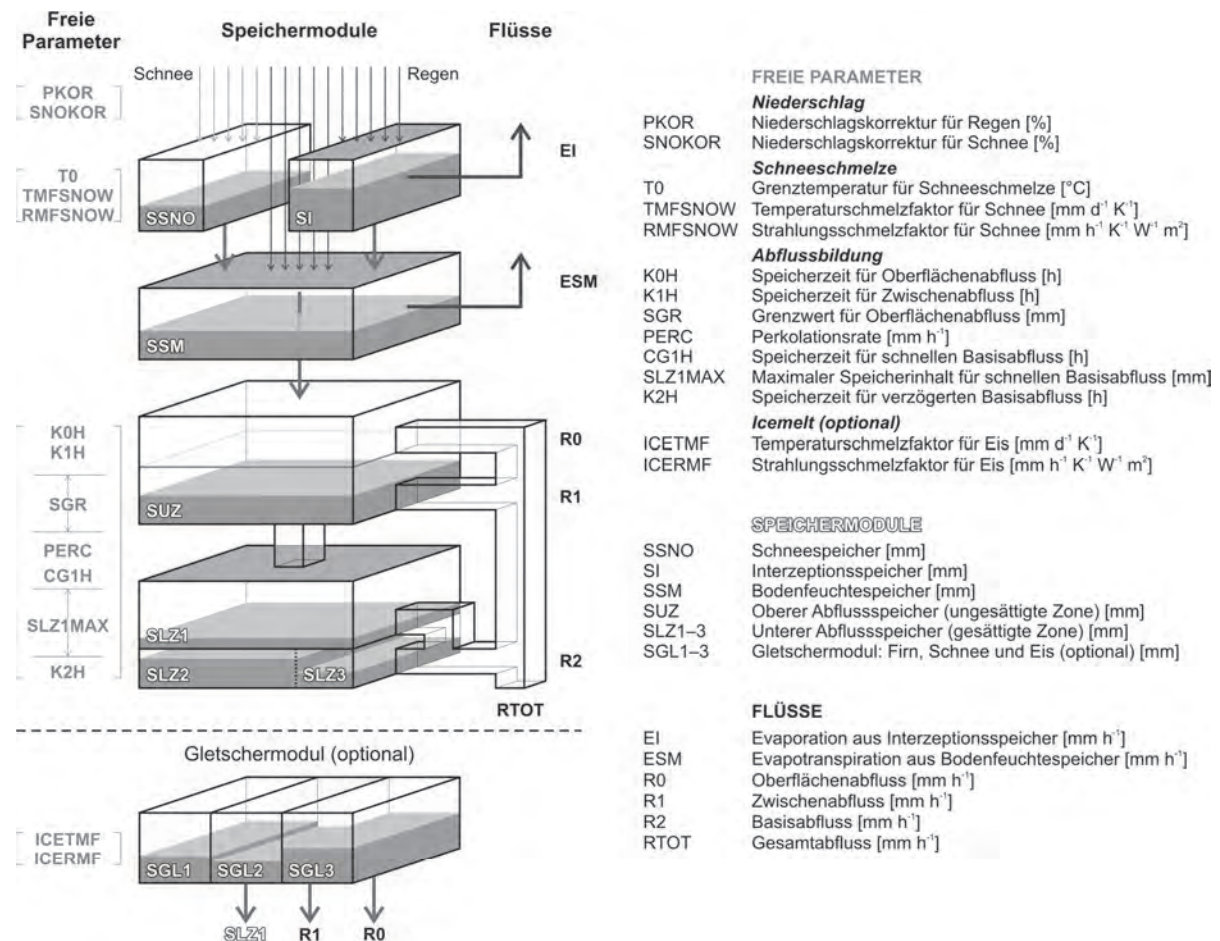 Freie
Parameter
Speichermodule
Flüsse
Schnee
Regen
PKOR
SNOKOR
T0
TMFSNOW
RMFSNOW
SSNO
SI
EI
SSM
ESM
K0H
K1H
SGR
PERC
CG1H
SLZ1MAX
K2H
SUZ
SLZ1
SLZ2
SLZ3
R0
R1
R2
RTOT
Gletschermodul (optional)
ICETMF
ICERMF
SGL1
SGL2
SGL3
SLZ1
R1
R0
FREIE PARAMETER
Niederschlag
PKOR Niederschlagskorrektur für Regen [%]
SNOKOR Niederschlagskorrektur für Schnee [%]
Schneeschmelze
T0 Grenztemperatur für Schneeschmelze [°C]
TMFSNOW Temperaturschmelzfaktor für Schnee [mm d⁻¹ K⁻¹]
RMFSNOW Strahlungsschmelzfaktor für Schnee [mm h⁻¹ K⁻¹ W⁻¹ m²]
Abflussbildung
K0H Speicherzeit für Oberflächenabfluss [h]
K1H Speicherzeit für Zwischenabfluss [h]
SGR Grenzwert für Oberflächenabfluss [mm]
PERC Perkolationsrate [mm h⁻¹]
CG1H Speicherzeit für schnellen Basisabfluss [h]
SLZ1MAX Maximaler Speicherinhalt für schnellen Basisabfluss [mm]
K2H Speicherzeit für verzögerten Basisabfluss [h]
Icemelt (optional)
ICETMF Temperaturschmelzfaktor für Eis [mm d⁻¹ K⁻¹]
ICERMF Strahlungsschmelzfaktor für Eis [mm h⁻¹ K⁻¹ W⁻¹ m²]
SPEICHERMODULE
SSNO Schneespeicher [mm]
SI Interzeptionsspeicher [mm]
SSM Bodenfeuchtespeicher [mm]
SUZ Oberer Abflussspeicher (ungesättigte Zone) [mm]
SLZ1–3 Unterer Abflussspeicher (gesättigte Zone) [mm]
SGL1–3 Gletschermodul: Firn, Schnee und Eis (optional) [mm]
FLÜSSE
EI Evaporation aus Interzeptionsspeicher [mm h⁻¹]
ESM Evapotranspiration aus Bodenfeuchtespeicher [mm h⁻¹]
R0 Oberflächenabfluss [mm h⁻¹]
R1 Zwischenabfluss [mm h⁻¹]
R2 Basisabfluss [mm h⁻¹]
RTOT Gesamtabfluss [mm h⁻¹]